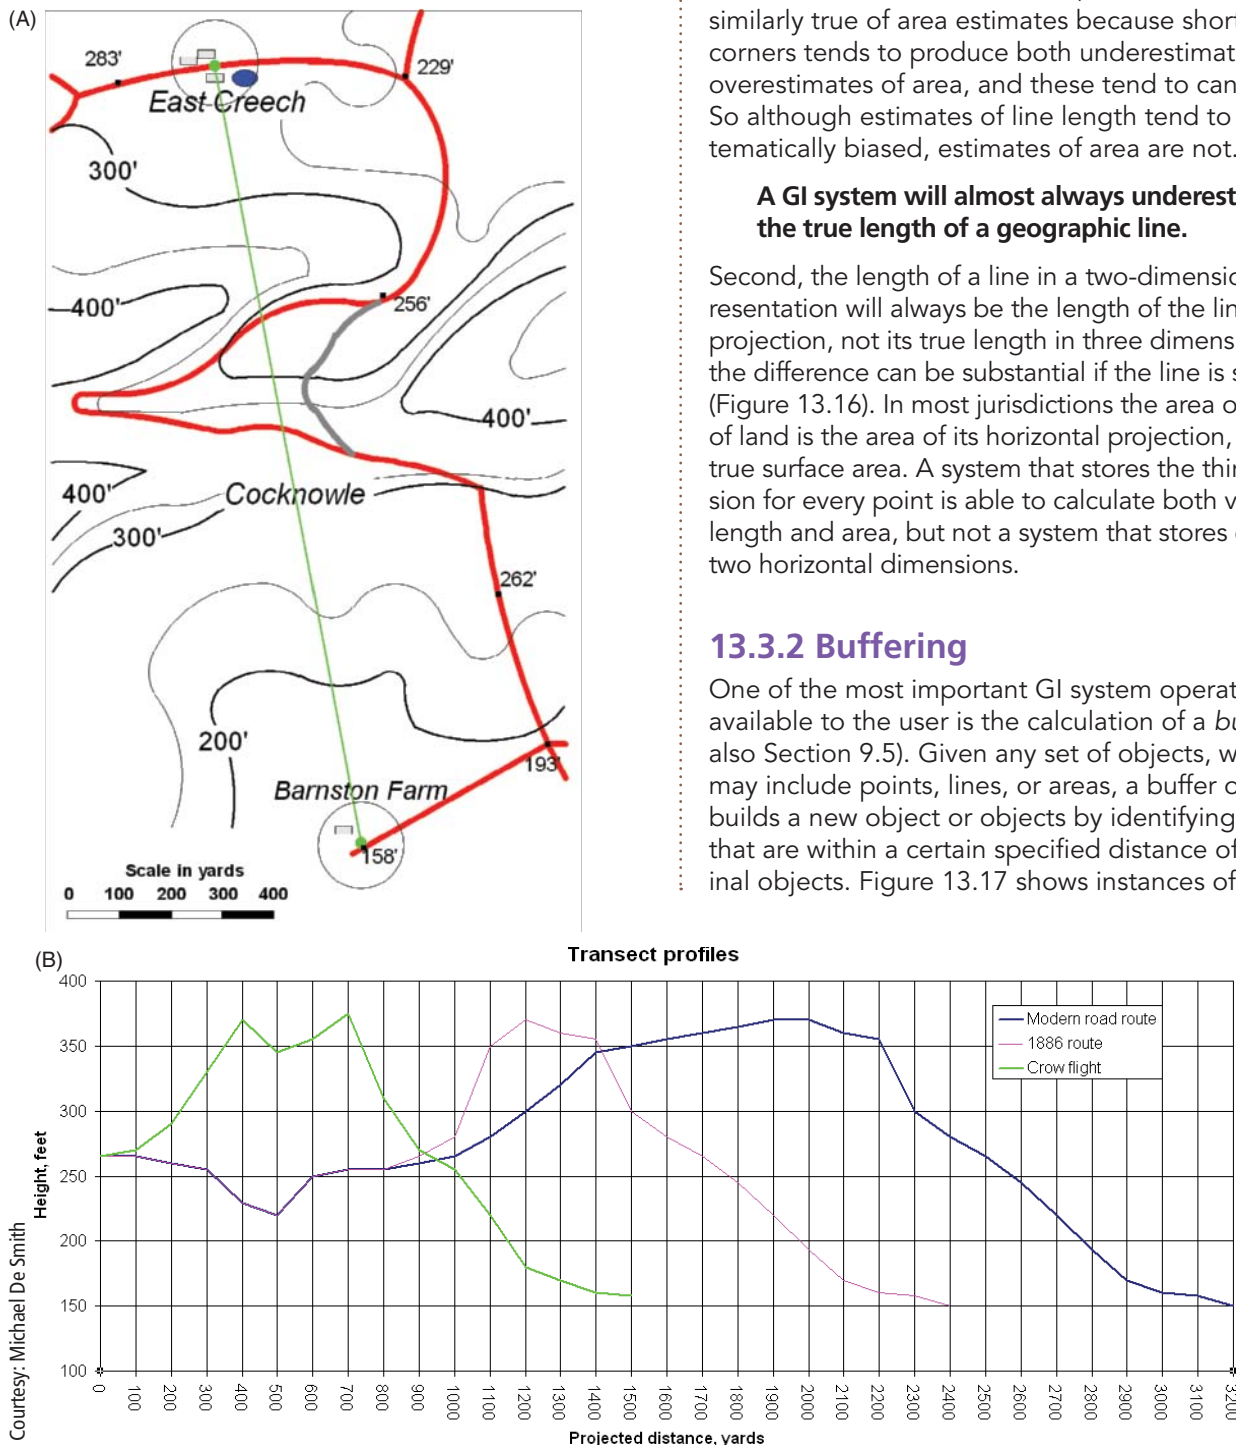 (A)
283'
229'
East Creech
300'
400'
256'
400'
400'
Cocknowle
300'
262'
200'
193'
Barnston Farm
158'
Scale in yards
0 100 200 300 400
similarly true of area estimates because short
corners tends to produce both underestimat
overestimates of area, and these tend to can
So although estimates of line length tend to
tematically biased, estimates of area are not.
A GI system will almost always underest
the true length of a geographic line.
Second, the length of a line in a two-dimensio
resentation will always be the length of the lin
projection, not its true length in three dimens
the difference can be substantial if the line is s
(Figure 13.16). In most jurisdictions the area o
of land is the area of its horizontal projection,
true surface area. A system that stores the thir
sion for every point is able to calculate both v
length and area, but not a system that stores
two horizontal dimensions.
13.3.2 Buffering
One of the most important GI system operat
available to the user is the calculation of a bu
also Section 9.5). Given any set of objects, w
may include points, lines, or areas, a buffer o
builds a new object or objects by identifying
that are within a certain specified distance of
inal objects. Figure 13.17 shows instances of
(B)
Transect profiles
400
350
300
250
200
150
100
Height, feet
Modern road route
1886 route
Crow flight
0 100 200 300 400 500 600 700 800 900 1000 1100 1200 1300 1400 1500 1600 1700 1800 1900 2000 2100 2200 2300 2400 2500 2600 2700 2800 2900 3000 3100 3200
Projected distance, yards
Courtesy: Michael De Smith